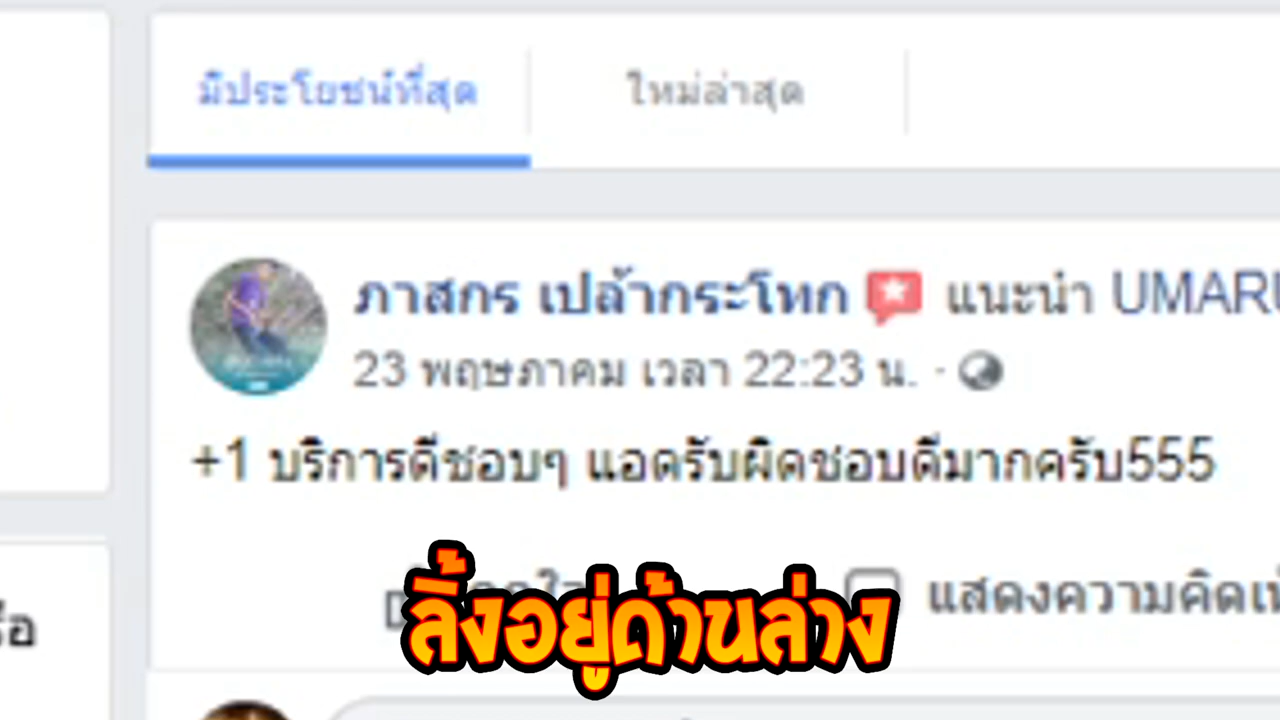 มีประโยชน์ที่สุด ใหม่ล่าสุด
ภาสกร เปล้ากระโทก แนะนำ UMAR
23 พฤษภาคม เวลา 22:23 น. ·
+1 บริการดีชอบๆ แอดรับผิดชอบดีมากครับ555
แสดงความคิดเ
ลิ้งอยู่ด้านล่าง